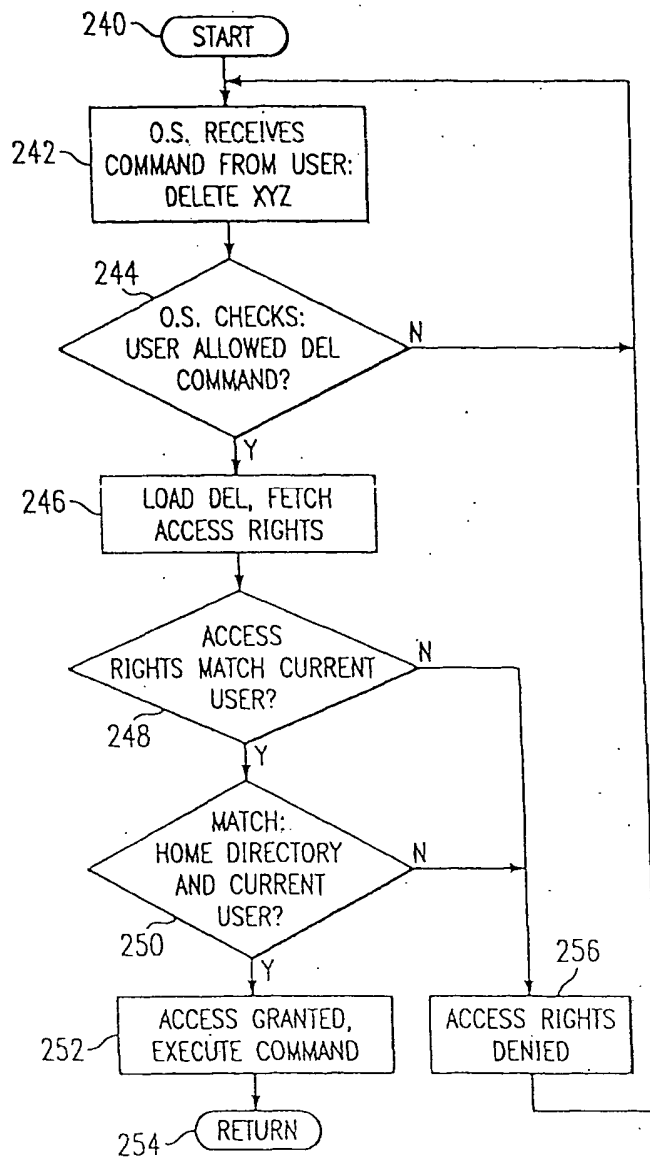 240
START
242
O.S. RECEIVES
COMMAND FROM USER:
DELETE XYZ
244
O.S. CHECKS:
USER ALLOWED DEL
COMMAND?
N
Y
246
LOAD DEL, FETCH
ACCESS RIGHTS
ACCESS
RIGHTS MATCH CURRENT
USER?
N
248
Y
MATCH:
HOME DIRECTORY
AND CURRENT
USER?
N
250
Y
256
252
ACCESS GRANTED,
EXECUTE COMMAND
ACCESS RIGHTS
DENIED
254
RETURN